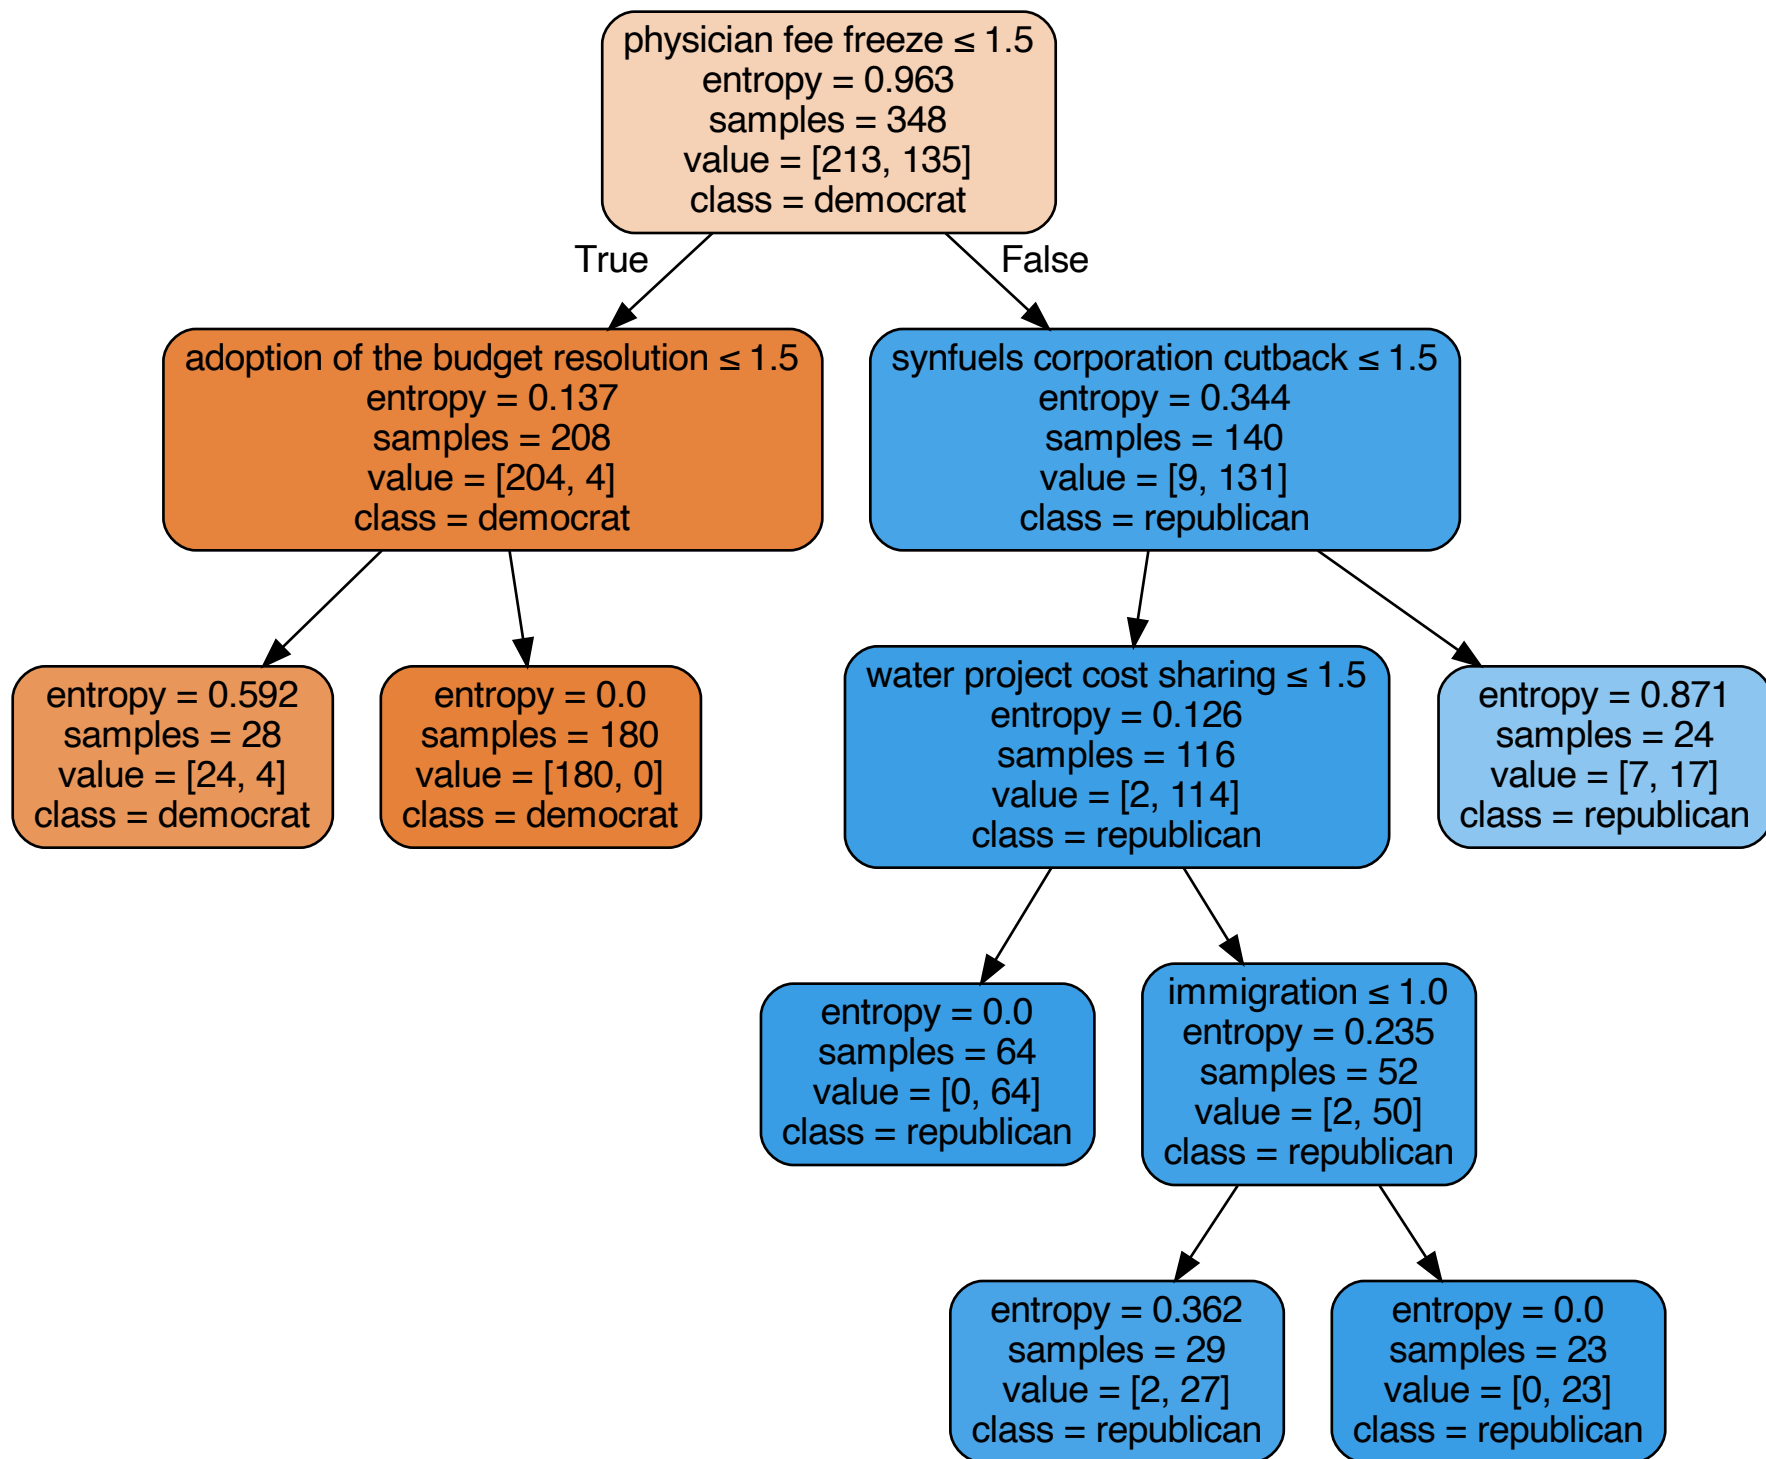 physician fee freeze ≤ 1.5
entropy = 0.963
samples = 348
value = [213, 135]
class = democrat
True
False
adoption of the budget resolution ≤ 1.5
entropy = 0.137
samples = 208
value = [204, 4]
class = democrat
synfuels corporation cutback ≤ 1.5
entropy = 0.344
samples = 140
value = [9, 131]
class = republican
entropy = 0.592
samples = 28
value = [24, 4]
class = democrat
entropy = 0.0
samples = 180
value = [180, 0]
class = democrat
water project cost sharing ≤ 1.5
entropy = 0.126
samples = 116
value = [2, 114]
class = republican
entropy = 0.871
samples = 24
value = [7, 17]
class = republican
entropy = 0.0
samples = 64
value = [0, 64]
class = republican
immigration ≤ 1.0
entropy = 0.235
samples = 52
value = [2, 50]
class = republican
entropy = 0.362
samples = 29
value = [2, 27]
class = republican
entropy = 0.0
samples = 23
value = [0, 23]
class = republican